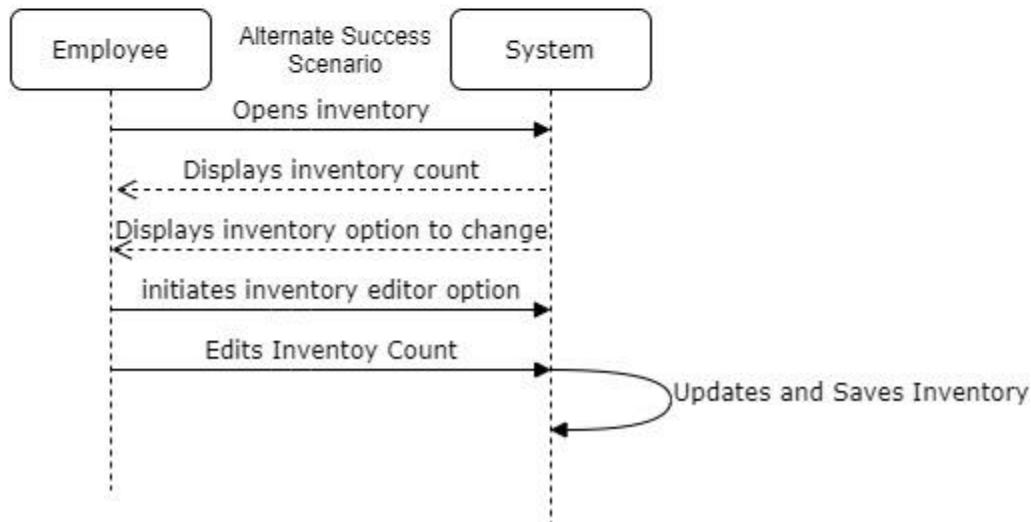 Employee
Alternate Success
Scenario
System
Opens inventory
Displays inventory count
Displays inventory option to change
initiates inventory editor option
Edits Inventoy Count
Updates and Saves Inventory